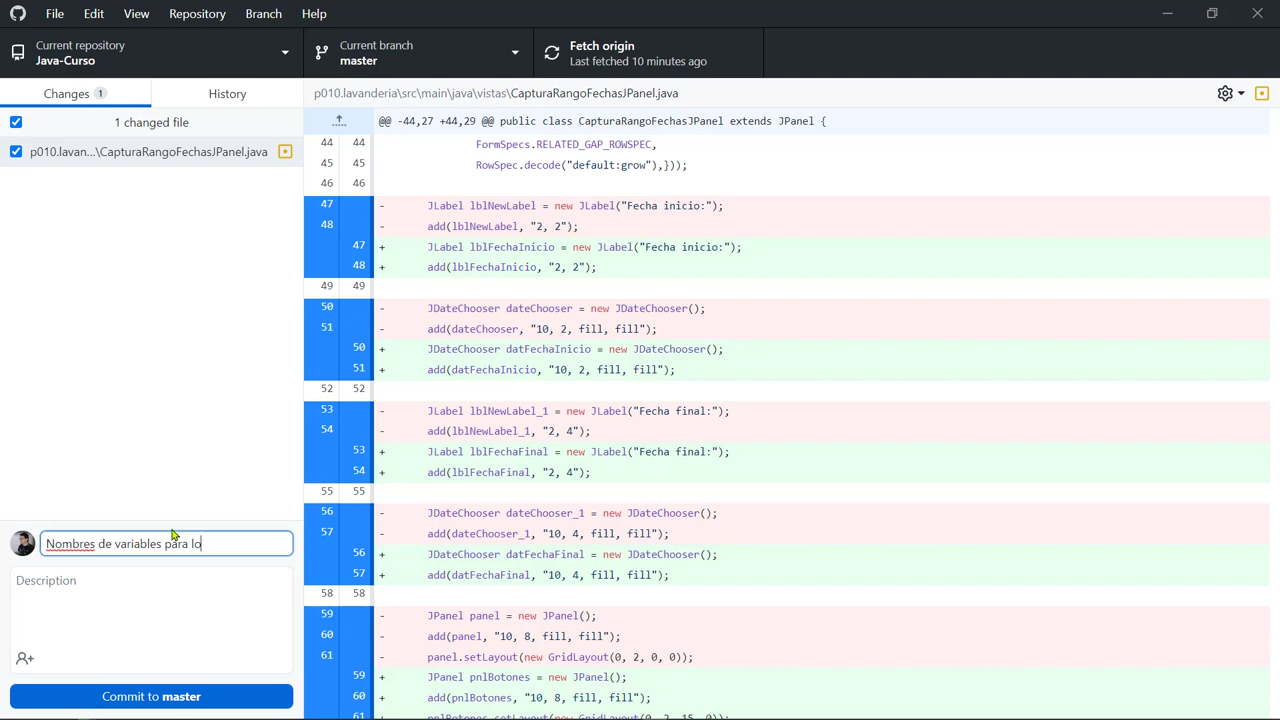 File Edit View Repository Branch Help
Current repository
Java-Curso
Current branch
master
Fetch origin
Last fetched 10 minutes ago
Changes 1
History
p010.lavanderia\src\main\java\vistas\CapturaRangoFechasJPanel.java
1 changed file
p010.lavan...\CapturaRangoFechasJPanel.java
@@ -44,27 +44,29 @@ public class CapturaRangoFechasJPanel extends JPanel {
44 44 FormSpecs.RELATED_GAP_ROWSPEC,
45 45 RowSpec.decode("default:grow"),}));
46 46
47 - JLabel lblNewLabel = new JLabel("Fecha inicio:");
48 - add(lblNewLabel, "2, 2");
47 + JLabel lblFechaInicio = new JLabel("Fecha inicio:");
48 + add(lblFechaInicio, "2, 2");
49 49
50 - JDateChooser dateChooser = new JDateChooser();
51 - add(dateChooser, "10, 2, fill, fill");
50 + JDateChooser datFechaInicio = new JDateChooser();
51 + add(datFechaInicio, "10, 2, fill, fill");
52 52
53 - JLabel lblNewLabel_1 = new JLabel("Fecha final:");
54 - add(lblNewLabel_1, "2, 4");
53 + JLabel lblFechaFinal = new JLabel("Fecha final:");
54 + add(lblFechaFinal, "2, 4");
55 55
56 - JDateChooser dateChooser_1 = new JDateChooser();
57 - add(dateChooser_1, "10, 4, fill, fill");
56 + JDateChooser datFechaFinal = new JDateChooser();
57 + add(datFechaFinal, "10, 4, fill, fill");
58 58
59 - JPanel panel = new JPanel();
60 - add(panel, "10, 8, fill, fill");
61 - panel.setLayout(new GridLayout(0, 2, 0, 0));
59 + JPanel pnlBotones = new JPanel();
60 + add(pnlBotones, "10, 8, fill, fill");
61 + pnlBotones.setLayout(new GridLayout(0, 2, 15, 0));
Nombres de variables para lo
Description
Commit to master